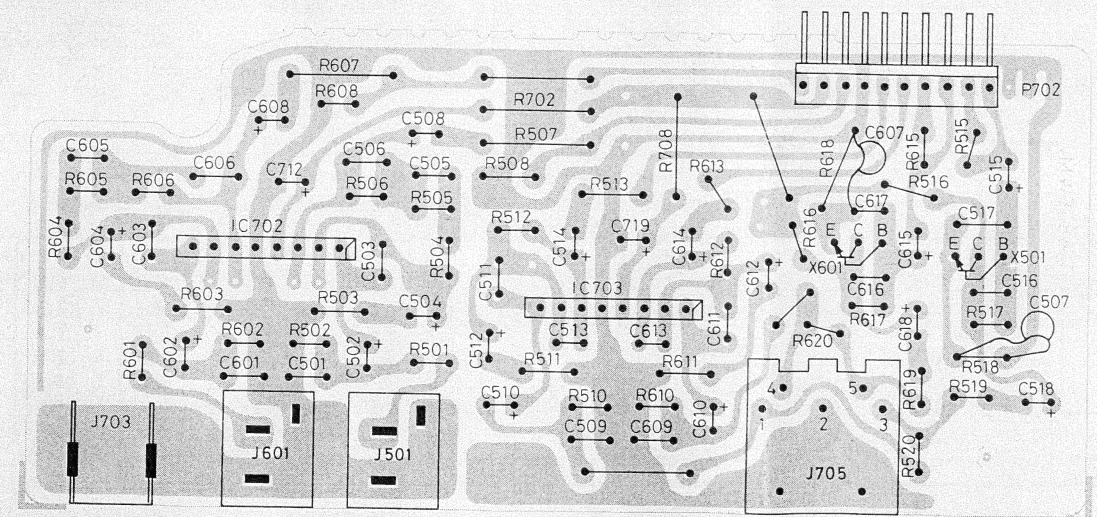 R607
R608
C608
+
R702
R507
C508
+
P702
C605
C606
C712
+
C506
C505
R508
R708
R613
R618
C607
R615
R515
C515
+
R605
R606
R506
R505
R513
R516
R604
C604
+
C603
IC702
C503
R504
R512
C514
+
C719
+
C614
+
R612
R616
C617
E
C
B
X601
C615
+
C517
E
C
B
X501
C511
IC703
C612
+
C616
C516
R603
R503
C504
+
C611
R617
C618
+
R517
C507
R601
C602
+
R602
R502
C502
+
R501
C512
+
C513
C613
R620
R518
C601
C501
R511
R611
R619
R519
C518
+
C510
+
R510
R610
C610
+
4
5
1
2
3
J703
J601
J501
C509
C609
J705
R520